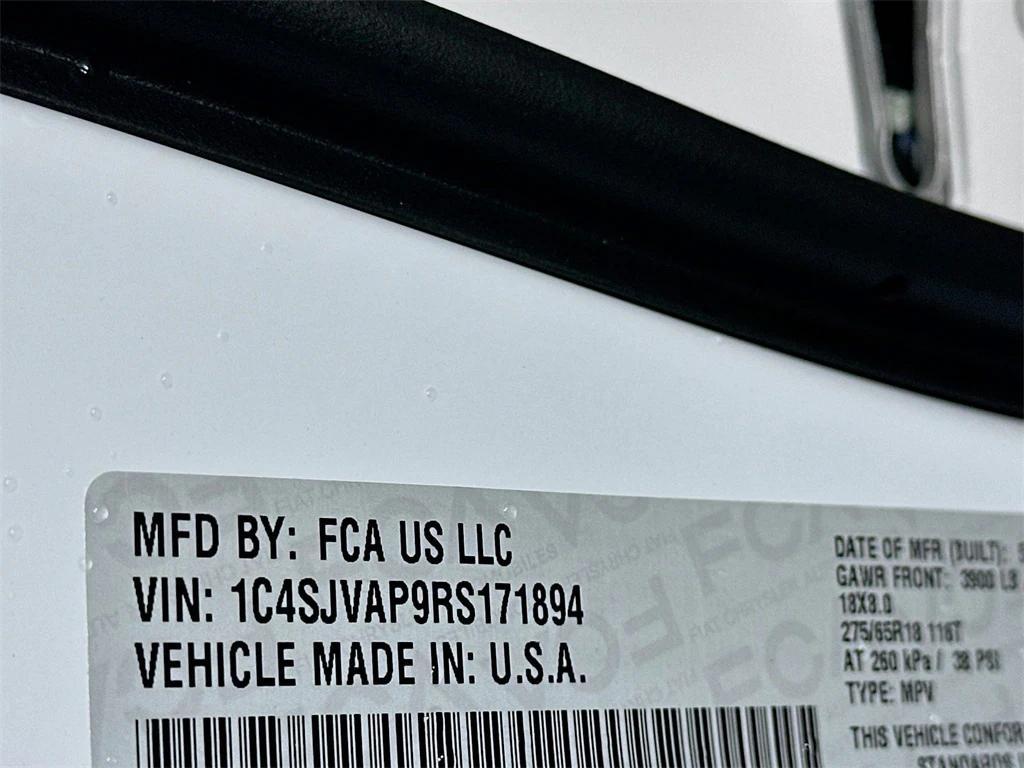 MFD BY: FCA US LLC
VIN: 1C4SJVAP9RS171894
VEHICLE MADE IN: U.S.A.
DATE OF MFR (BUILT):
GAWR FRONT: 3900 LB
18X8.0
275/65R18 116T
AT 260 kPa / 38 PSI
TYPE: MPV
THIS VEHICLE CONFOR
STANDARDS